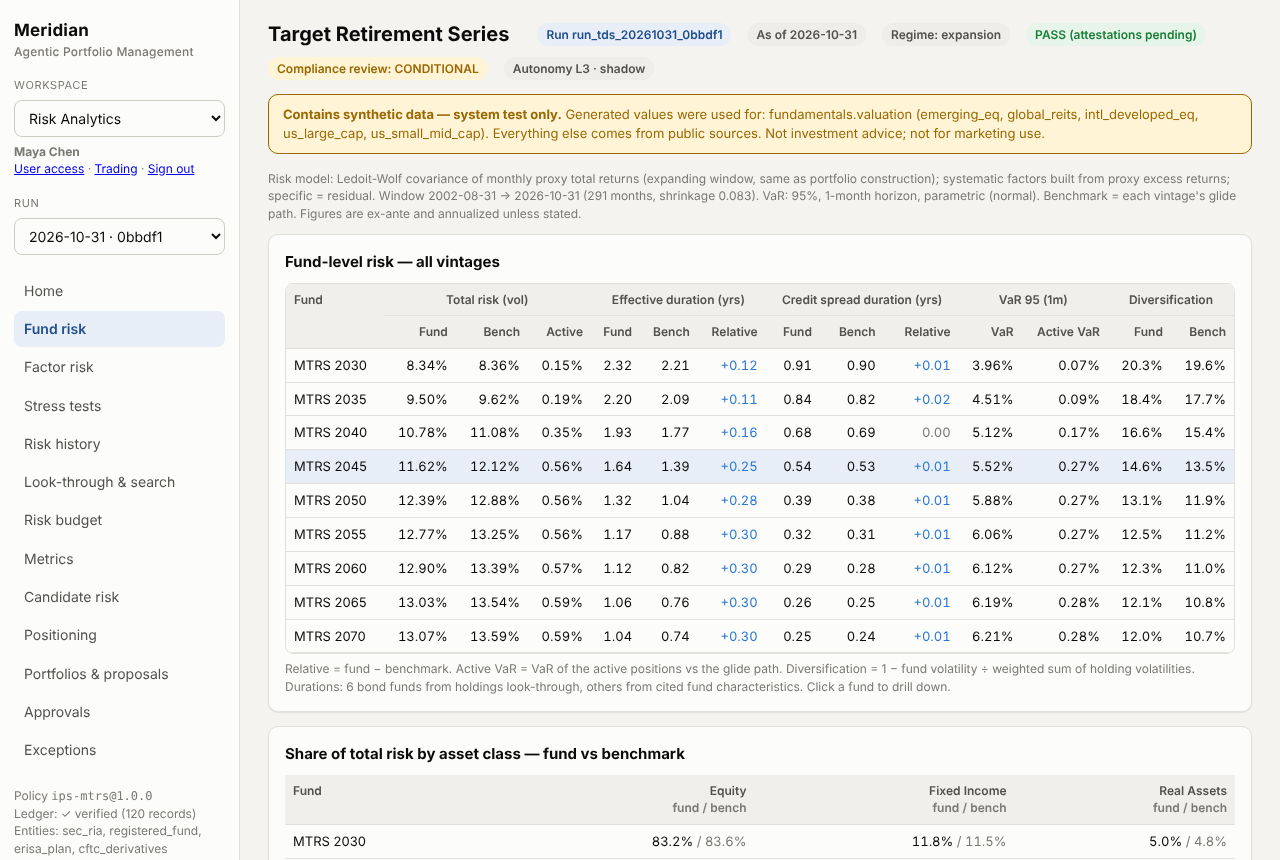 Meridian
Agentic Portfolio Management
WORKSPACE
Risk Analytics
Maya Chen
User access · Trading · Sign out
RUN
2026-10-31 · 0bbdf1
Home
Fund risk
Factor risk
Stress tests
Risk history
Look-through & search
Risk budget
Metrics
Candidate risk
Positioning
Portfolios & proposals
Approvals
Exceptions
Policy ips-mtrs@1.0.0
Ledger: ✓ verified (120 records)
Entities: sec_ria, registered_fund,
erisa_plan, cftc_derivatives
Target Retirement Series
Run run_tds_20261031_0bbdf1
As of 2026-10-31
Regime: expansion
PASS (attestations pending)
Compliance review: CONDITIONAL
Autonomy L3 · shadow
Contains synthetic data — system test only. Generated values were used for: fundamentals.valuation (emerging_eq, global_reits, intl_developed_eq,
us_large_cap, us_small_mid_cap). Everything else comes from public sources. Not investment advice; not for marketing use.
Risk model: Ledoit-Wolf covariance of monthly proxy total returns (expanding window, same as portfolio construction); systematic factors built from proxy excess returns;
specific = residual. Window 2002-08-31 → 2026-10-31 (291 months, shrinkage 0.083). VaR: 95%, 1-month horizon, parametric (normal). Benchmark = each vintage's glide
path. Figures are ex-ante and annualized unless stated.
Fund-level risk — all vintages
Fund Total risk (vol) Effective duration (yrs) Credit spread duration (yrs) VaR 95 (1m) Diversification
Fund Bench Active Fund Bench Relative Fund Bench Relative VaR Active VaR Fund Bench
MTRS 2030 8.34% 8.36% 0.15% 2.32 2.21 +0.12 0.91 0.90 +0.01 3.96% 0.07% 20.3% 19.6%
MTRS 2035 9.50% 9.62% 0.19% 2.20 2.09 +0.11 0.84 0.82 +0.02 4.51% 0.09% 18.4% 17.7%
MTRS 2040 10.78% 11.08% 0.35% 1.93 1.77 +0.16 0.68 0.69 0.00 5.12% 0.17% 16.6% 15.4%
MTRS 2045 11.62% 12.12% 0.56% 1.64 1.39 +0.25 0.54 0.53 +0.01 5.52% 0.27% 14.6% 13.5%
MTRS 2050 12.39% 12.88% 0.56% 1.32 1.04 +0.28 0.39 0.38 +0.01 5.88% 0.27% 13.1% 11.9%
MTRS 2055 12.77% 13.25% 0.56% 1.17 0.88 +0.30 0.32 0.31 +0.01 6.06% 0.27% 12.5% 11.2%
MTRS 2060 12.90% 13.39% 0.57% 1.12 0.82 +0.30 0.29 0.28 +0.01 6.12% 0.27% 12.3% 11.0%
MTRS 2065 13.03% 13.54% 0.59% 1.06 0.76 +0.30 0.26 0.25 +0.01 6.19% 0.28% 12.1% 10.8%
MTRS 2070 13.07% 13.59% 0.59% 1.04 0.74 +0.30 0.25 0.24 +0.01 6.21% 0.28% 12.0% 10.7%
Relative = fund − benchmark. Active VaR = VaR of the active positions vs the glide path. Diversification = 1 − fund volatility ÷ weighted sum of holding volatilities.
Durations: 6 bond funds from holdings look-through, others from cited fund characteristics. Click a fund to drill down.
Share of total risk by asset class — fund vs benchmark
Fund Equity Fixed Income Real Assets
fund / bench fund / bench fund / bench
MTRS 2030 83.2% / 83.6% 11.8% / 11.5% 5.0% / 4.8%